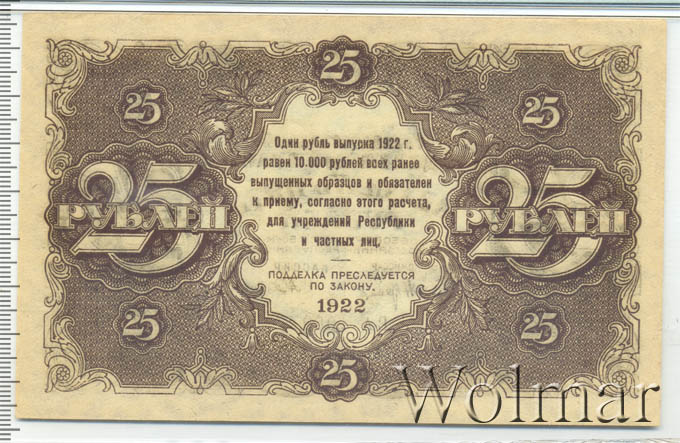 25
25
25
25 РУБЛЕЙ
Один рубль выпуска 1922 г.
равен 10.000 рублей всех ранее
выпущенных образцов и обязателен
к приему, согласно этого расчета,
для учреждений Республики
и частных лиц.
ПОДДЕЛКА ПРЕСЛЕДУЕТСЯ
ПО ЗАКОНУ.
1922
25 РУБЛЕЙ
25
25
25
Wolmar